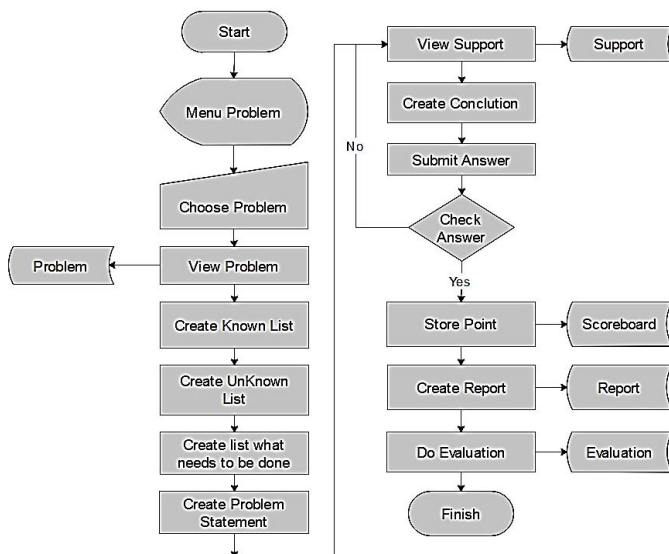 Start
Menu Problem
Choose Problem
View Problem
Problem
Create Known List
Create UnKnown
List
Create list what
needs to be done
Create Problem
Statement
View Support
Support
Create Conclution
Submit Answer
No
Check
Answer
Yes
Store Point
Scoreboard
Create Report
Report
Do Evaluation
Evaluation
Finish